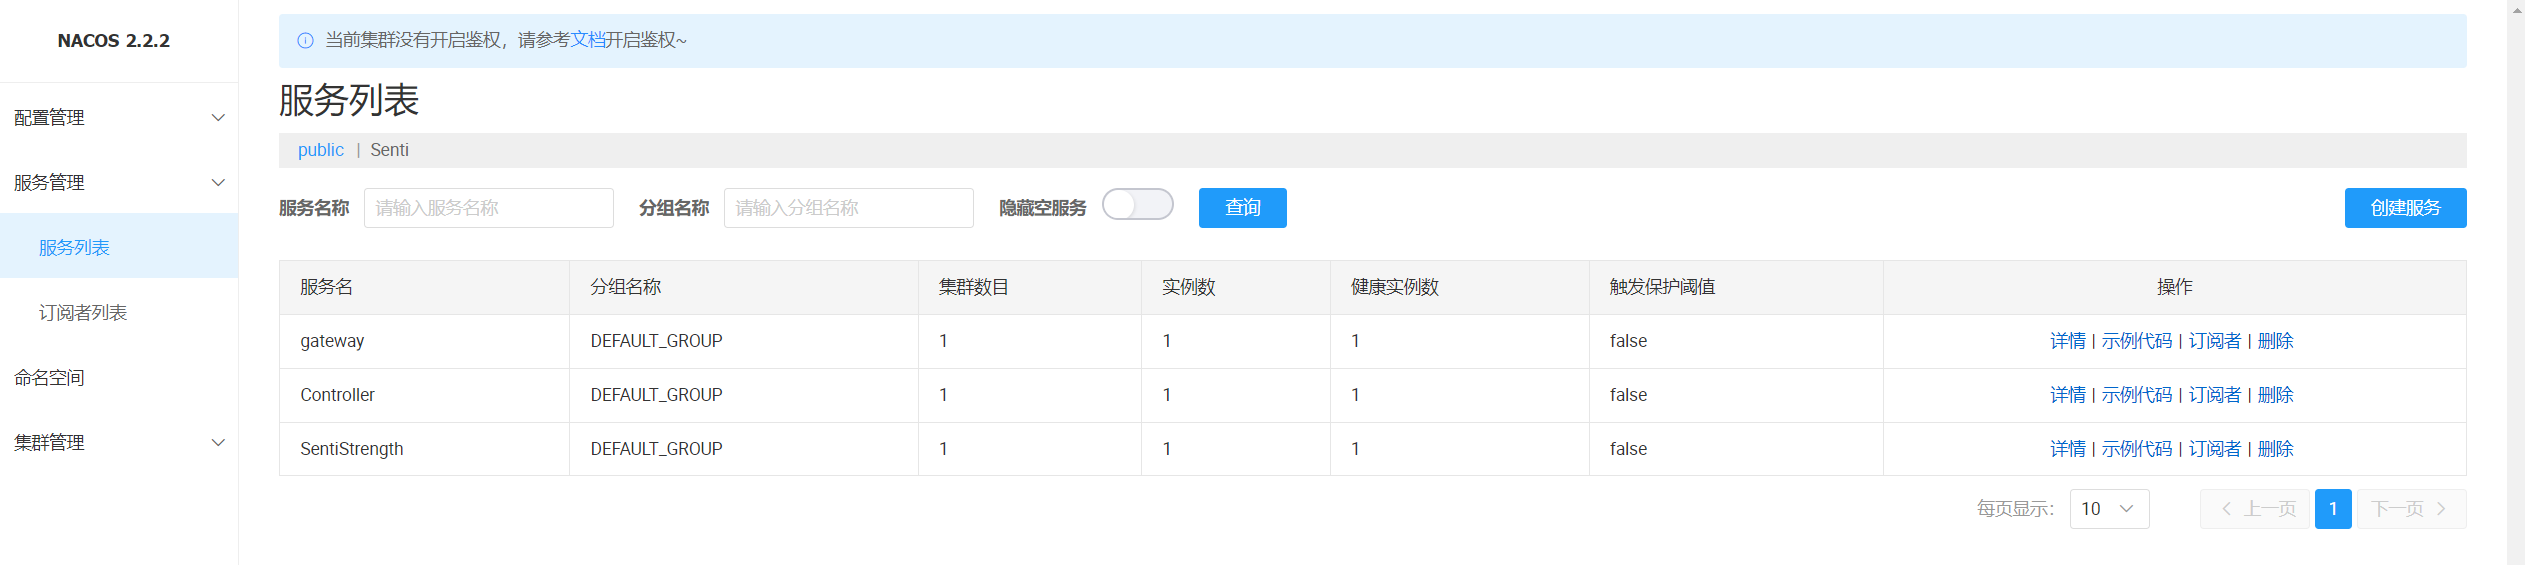 NACOS 2.2.2
配置管理
服务管理
服务列表
订阅者列表
命名空间
集群管理
当前集群没有开启鉴权，请参考文档开启鉴权~
服务列表
public | Senti
服务名称 请输入服务名称 分组名称 请输入分组名称 隐藏空服务 查询 创建服务
服务名 分组名称 集群数目 实例数 健康实例数 触发保护阈值 操作
gateway DEFAULT_GROUP 1 1 1 false 详情 | 示例代码 | 订阅者 | 删除
Controller DEFAULT_GROUP 1 1 1 false 详情 | 示例代码 | 订阅者 | 删除
SentiStrength DEFAULT_GROUP 1 1 1 false 详情 | 示例代码 | 订阅者 | 删除
每页显示： 10 上一页 1 下一页